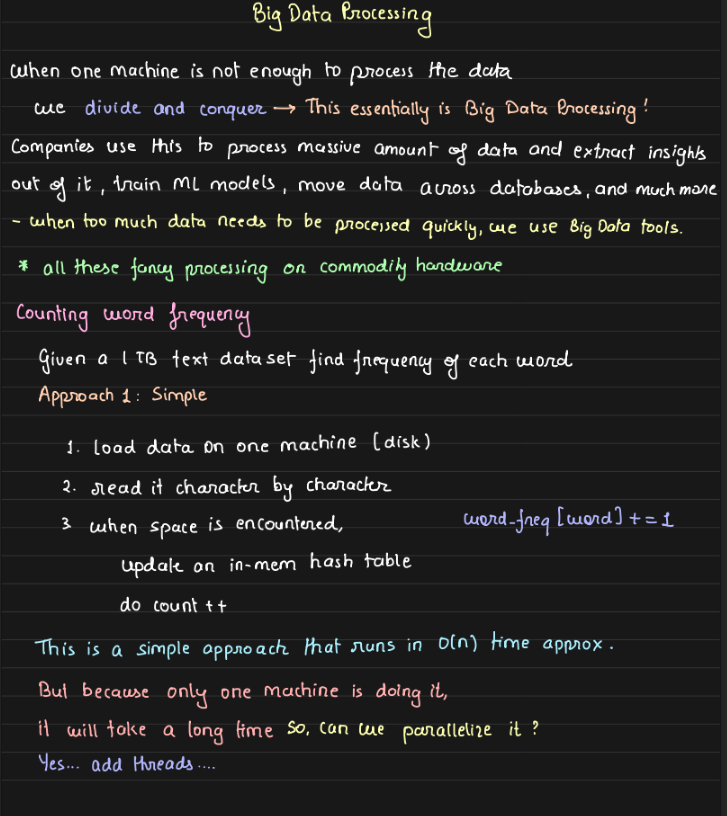 Big Data Processing
when one machine is not enough to process the data
we divide and conquer → This essentially is Big Data Processing!
Companies use this to process massive amount of data and extract insights
out of it, train ML models, move data across databases, and much more
- when too much data needs to be processed quickly, we use Big Data tools.
* all these fancy processing on commodity hardware
Counting word frequency
Given a 1 TB text dataset find frequency of each word
Approach 1: Simple
1. load data on one machine (disk)
2. read it character by character
3 when space is encountered, word_freq [word] += 1
update an in-mem hash table
do count ++
This is a simple approach that runs in O(n) time approx.
But because only one machine is doing it,
it will take a long time So, can we parallelize it?
Yes... add threads....